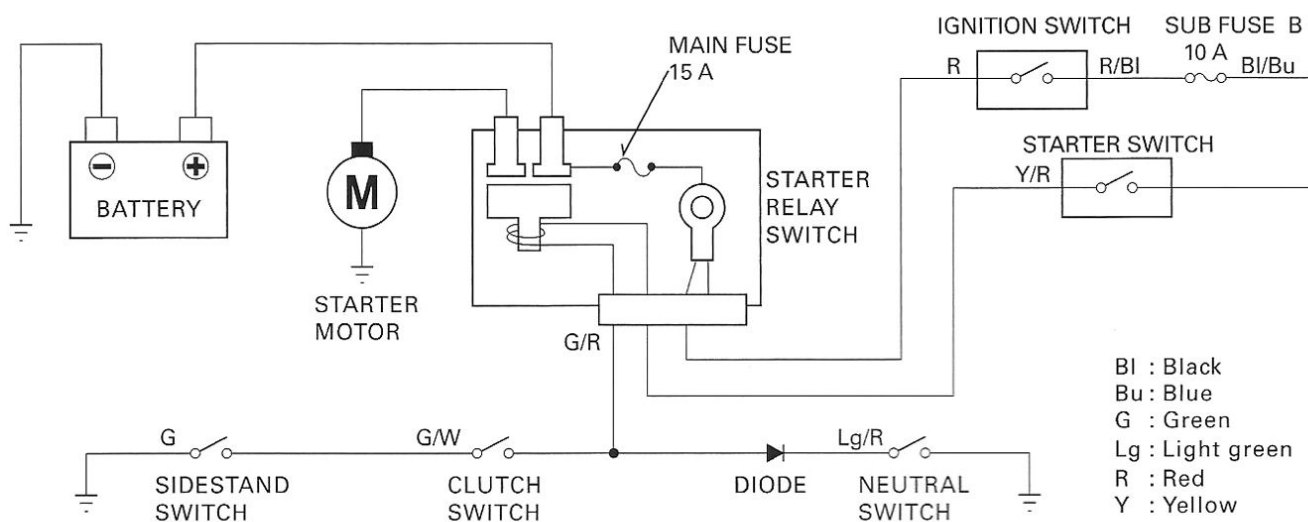 IGNITION SWITCH
SUB FUSE B
10 A
MAIN FUSE
15 A
R
R/Bl
Bl/Bu
STARTER SWITCH
Y/R
BATTERY
M
STARTER
RELAY
SWITCH
STARTER
MOTOR
G/R
Bl : Black
Bu : Blue
G : Green
Lg : Light green
R : Red
Y : Yellow
G
G/W
Lg/R
SIDESTAND
SWITCH
CLUTCH
SWITCH
DIODE
NEUTRAL
SWITCH